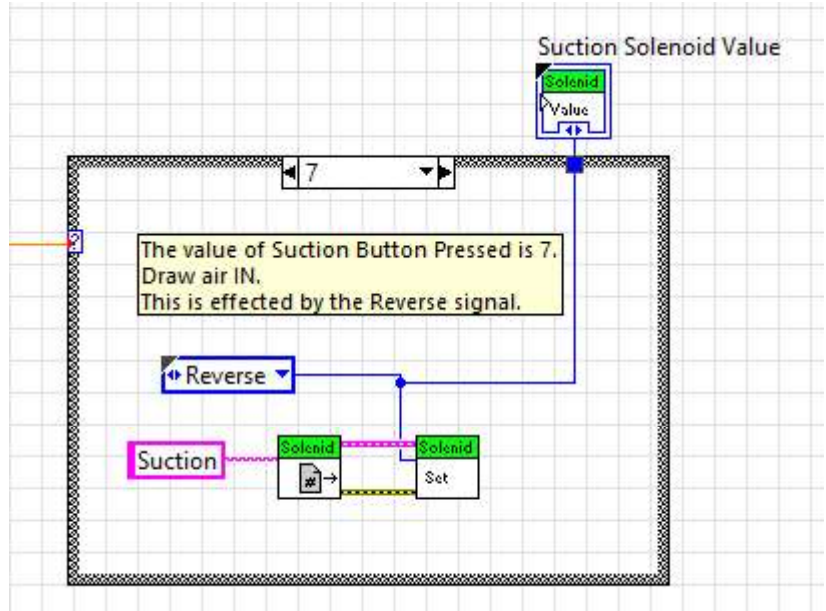 Suction Solenoid Value
Solenid
Value
7
?
The value of Suction Button Pressed is 7.
Draw air IN.
This is effected by the Reverse signal.
Reverse
Suction
Solenid
#
Solenid
Set